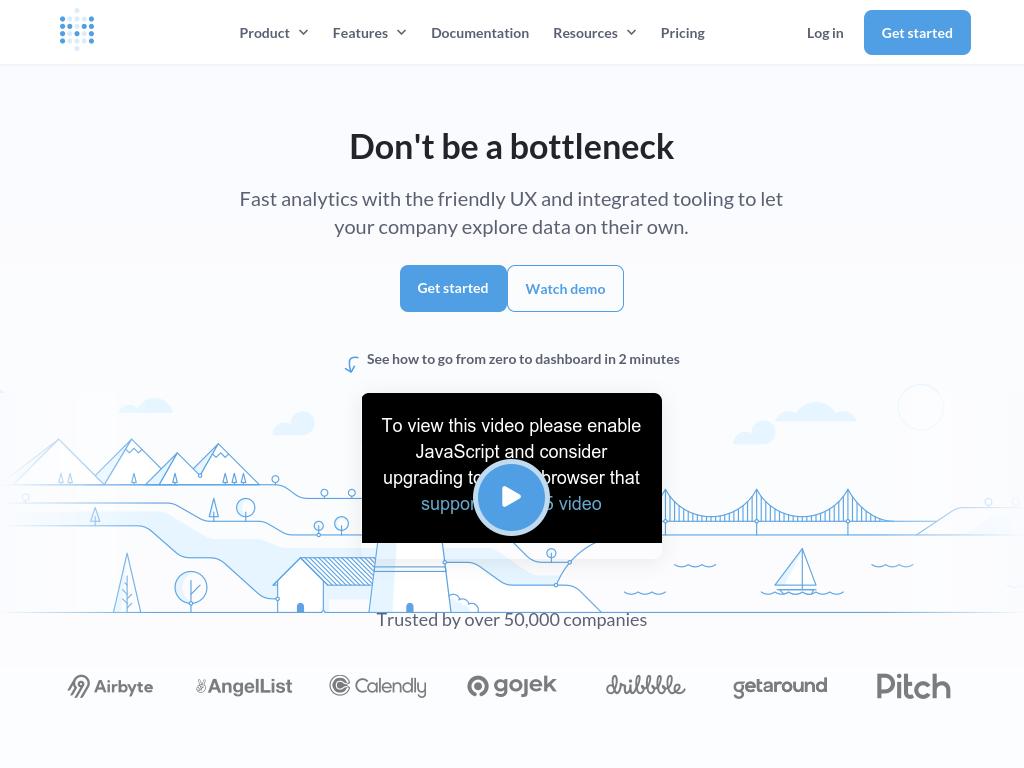 Product
Features
Documentation
Resources
Pricing
Log in
Get started
Don't be a bottleneck
Fast analytics with the friendly UX and integrated tooling to let
your company explore data on their own.
Get started
Watch demo
See how to go from zero to dashboard in 2 minutes
To view this video please enable
JavaScript and consider
upgrading to browser that
video
Trusted by over 50,000 companies
Airbyte
AngelList
Calendly
gojek
dribbble
getaround
Pitch